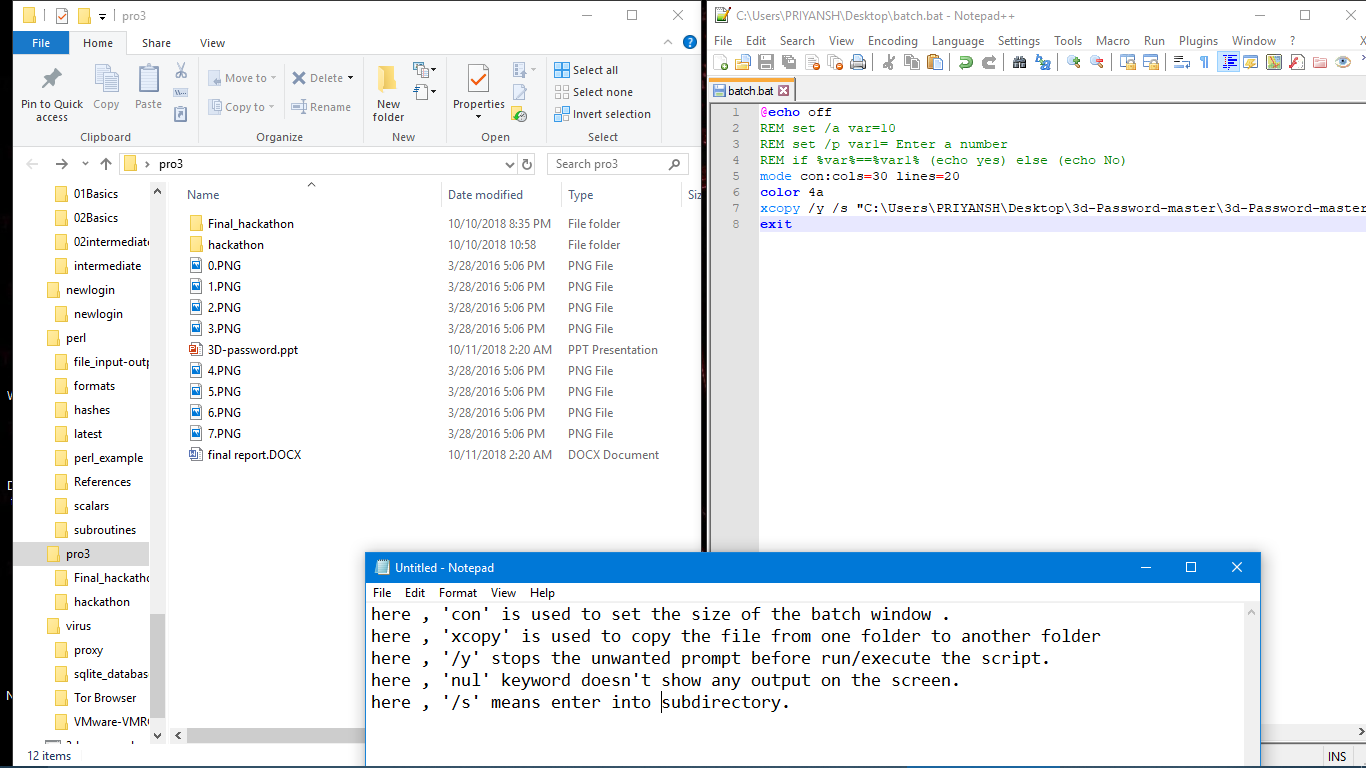 pro3
File Home Share View
Pin to Quick access
Copy
Paste
Clipboard
Move to
Copy to
Delete
Rename
Organize
New folder
New
Properties
Open
Select all
Select none
Invert selection
Select
pro3
Search pro3
01Basics
02Basics
02intermediat
intermediate
newlogin
newlogin
perl
file_input-outp
formats
hashes
latest
perl_example
References
scalars
subroutines
pro3
Final_hackatho
hackathon
virus
proxy
sqlite_databas
Tor Browser
VMware-VMRC
Name Date modified Type Siz
Final_hackathon 10/10/2018 8:35 PM File folder
hackathon 10/10/2018 10:58 File folder
0.PNG 3/28/2016 5:06 PM PNG File
1.PNG 3/28/2016 5:06 PM PNG File
2.PNG 3/28/2016 5:06 PM PNG File
3.PNG 3/28/2016 5:06 PM PNG File
3D-password.ppt 10/11/2018 2:20 AM PPT Presentation
4.PNG 3/28/2016 5:06 PM PNG File
5.PNG 3/28/2016 5:06 PM PNG File
6.PNG 3/28/2016 5:06 PM PNG File
7.PNG 3/28/2016 5:06 PM PNG File
final report.DOCX 10/11/2018 2:20 AM DOCX Document
12 items
C:\Users\PRIYANSH\Desktop\batch.bat - Notepad++
File Edit Search View Encoding Language Settings Tools Macro Run Plugins Window ? X
batch.bat
1 @echo off
2 REM set /a var=10
3 REM set /p var1= Enter a number
4 REM if %var%==%var1% (echo yes) else (echo No)
5 mode con:cols=30 lines=20
6 color 4a
7 xcopy /y /s "C:\Users\PRIYANSH\Desktop\3d-Password-master\3d-Password-master
8 exit
INS
Untitled - Notepad
File Edit Format View Help
here , 'con' is used to set the size of the batch window .
here , 'xcopy' is used to copy the file from one folder to another folder
here , '/y' stops the unwanted prompt before run/execute the script.
here , 'nul' keyword doesn't show any output on the screen.
here , '/s' means enter into subdirectory.